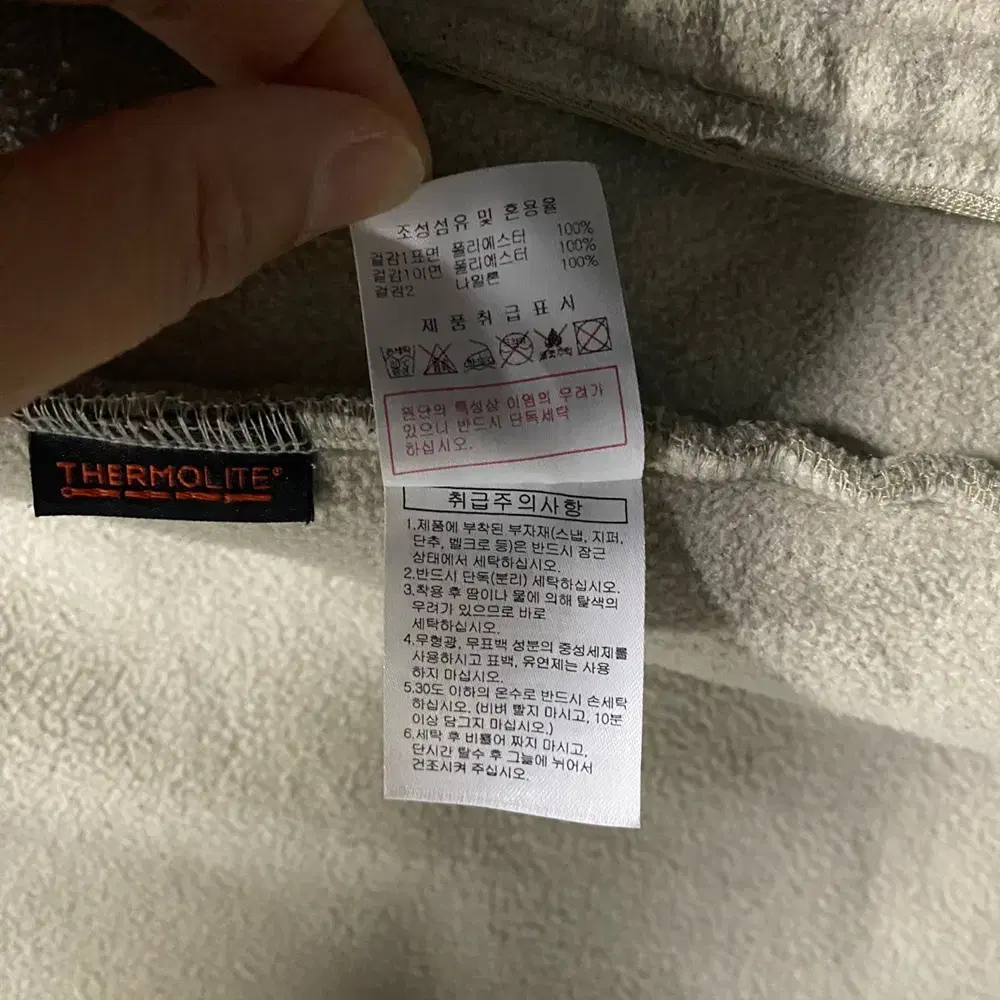 조성섬유 및 혼용율
겉감1표면 폴리에스터 100%
겉감1이면 폴리에스터 100%
겉감2 나일론 100%
제품취급표시
원단의 특성상 이염의 우려가
있으니 반드시 단독세탁
하십시오.
THERMOLITE®
취급주의사항
1.제품에 부착된 부자재(스냅, 지퍼,
단추, 벨크로 등)은 반드시 잠근
상태에서 세탁하십시오.
2.반드시 단독(분리) 세탁하십시오.
3.착용 후 땀이나 물에 의해 탈색의
우려가 있으므로 바로
세탁하십시오.
4.무형광, 무표백 성분의 중성세제를
사용하시고 표백, 유연제는 사용
하지 마십시오.
5.30도 이하의 온수로 반드시 손세탁
하십시오. (비벼 빨지 마시고, 10분
이상 담그지 마십시오.)
6.세탁 후 비틀어 짜지 마시고,
단시간 탈수 후 그늘에 뉘어서
건조시켜 주십시오.